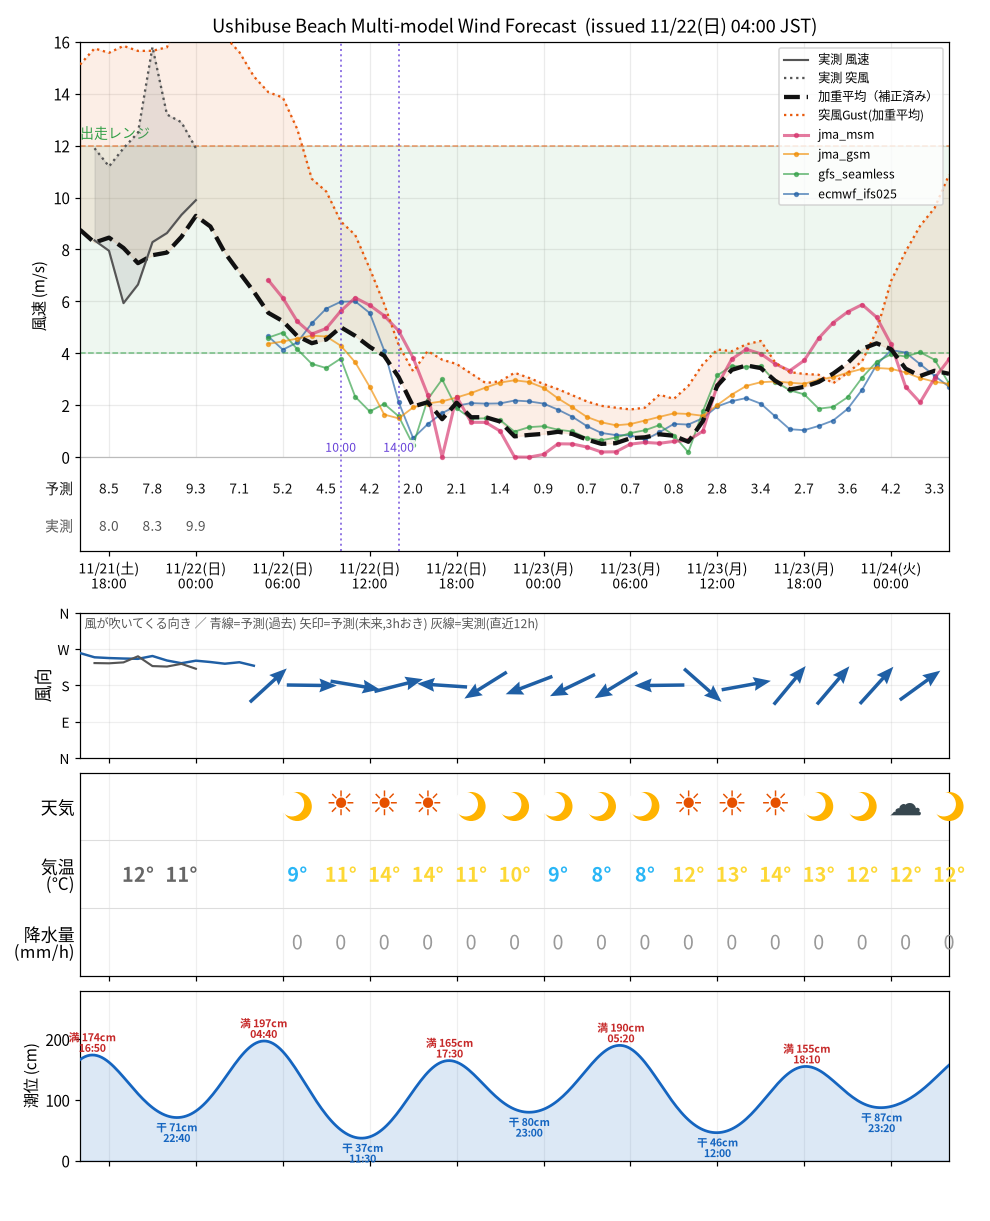 Ushibuse Beach Multi-model Wind Forecast (issued 11/22(日) 04:00 JST)
16
14
12
10
8
6
4
2
0
風速 (m/s)
出走レンジ
実測 風速
実測 突風
加重平均（補正済み）
突風Gust(加重平均)
jma_msm
jma_gsm
gfs_seamless
ecmwf_ifs025
10:00 14:00
予測 8.5 7.8 9.3 7.1 5.2 4.5 4.2 2.0 2.1 1.4 0.9 0.7 0.7 0.8 2.8 3.4 2.7 3.6 4.2 3.3
実測 8.0 8.3 9.9
11/21(土) 11/22(日) 11/22(日) 11/22(日) 11/22(日) 11/23(月) 11/23(月) 11/23(月) 11/23(月) 11/24(火)
18:00 00:00 06:00 12:00 18:00 00:00 06:00 12:00 18:00 00:00
風が吹いてくる向き ／ 青線=予測(過去) 矢印=予測(未来,3hおき) 灰線=実測(直近12h)
N
W
S
E
N
風向
天気
気温
(℃)
12° 11° 9° 11° 14° 14° 11° 10° 9° 8° 8° 12° 13° 14° 13° 12° 12° 12°
降水量
(mm/h)
0 0 0 0 0 0 0 0 0 0 0 0 0 0 0 0
潮位 (cm)
200
100
0
満 174cm
16:50
干 71cm
22:40
満 197cm
04:40
干 37cm
11:30
満 165cm
17:30
干 80cm
23:00
満 190cm
05:20
干 46cm
12:00
満 155cm
18:10
干 87cm
23:20